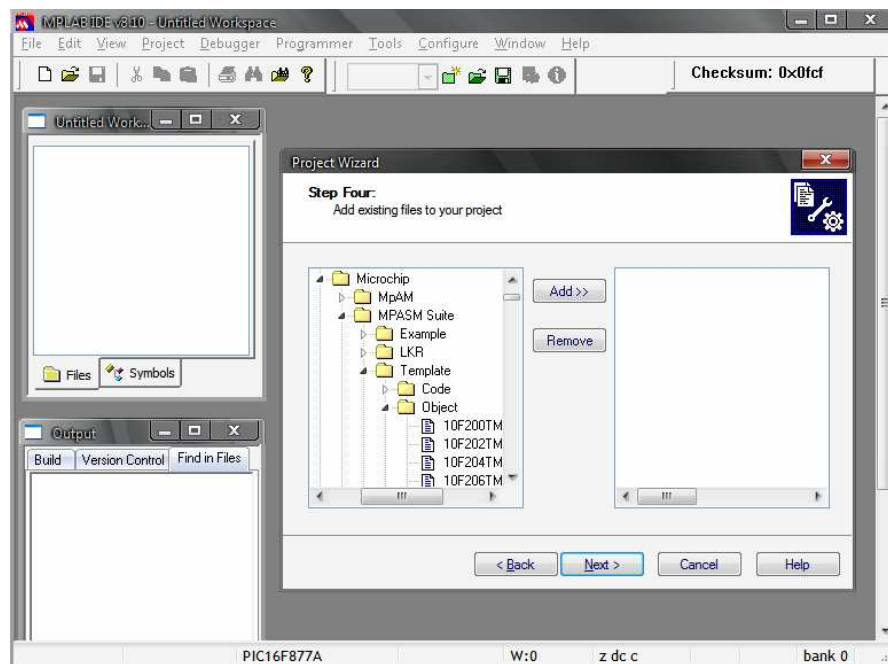 MPLAB IDE v8.10 - Untitled Workspace
File Edit View Project Debugger Programmer Tools Configure Window Help
Checksum: 0x0fcf
Untitled Work...
Files Symbols
Output
Build Version Control Find in Files
Project Wizard
Step Four:
Add existing files to your project
Microchip
MpAM
MPASM Suite
Example
LKR
Template
Code
Object
10F200TM
10F202TM
10F204TM
10F206TM
Add >>
Remove
< Back Next > Cancel Help
PIC16F877A W:0 z dc c bank 0